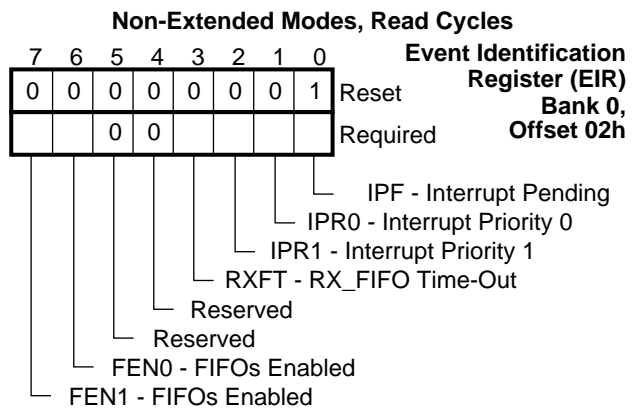 Non-Extended Modes, Read Cycles
7 6 5 4 3 2 1 0
Event Identification
Register (EIR)
Bank 0,
Offset 02h
0 0 0 0 0 0 0 1 Reset
0 0 Required
IPF - Interrupt Pending
IPR0 - Interrupt Priority 0
IPR1 - Interrupt Priority 1
RXFT - RX_FIFO Time-Out
Reserved
Reserved
FEN0 - FIFOs Enabled
FEN1 - FIFOs Enabled